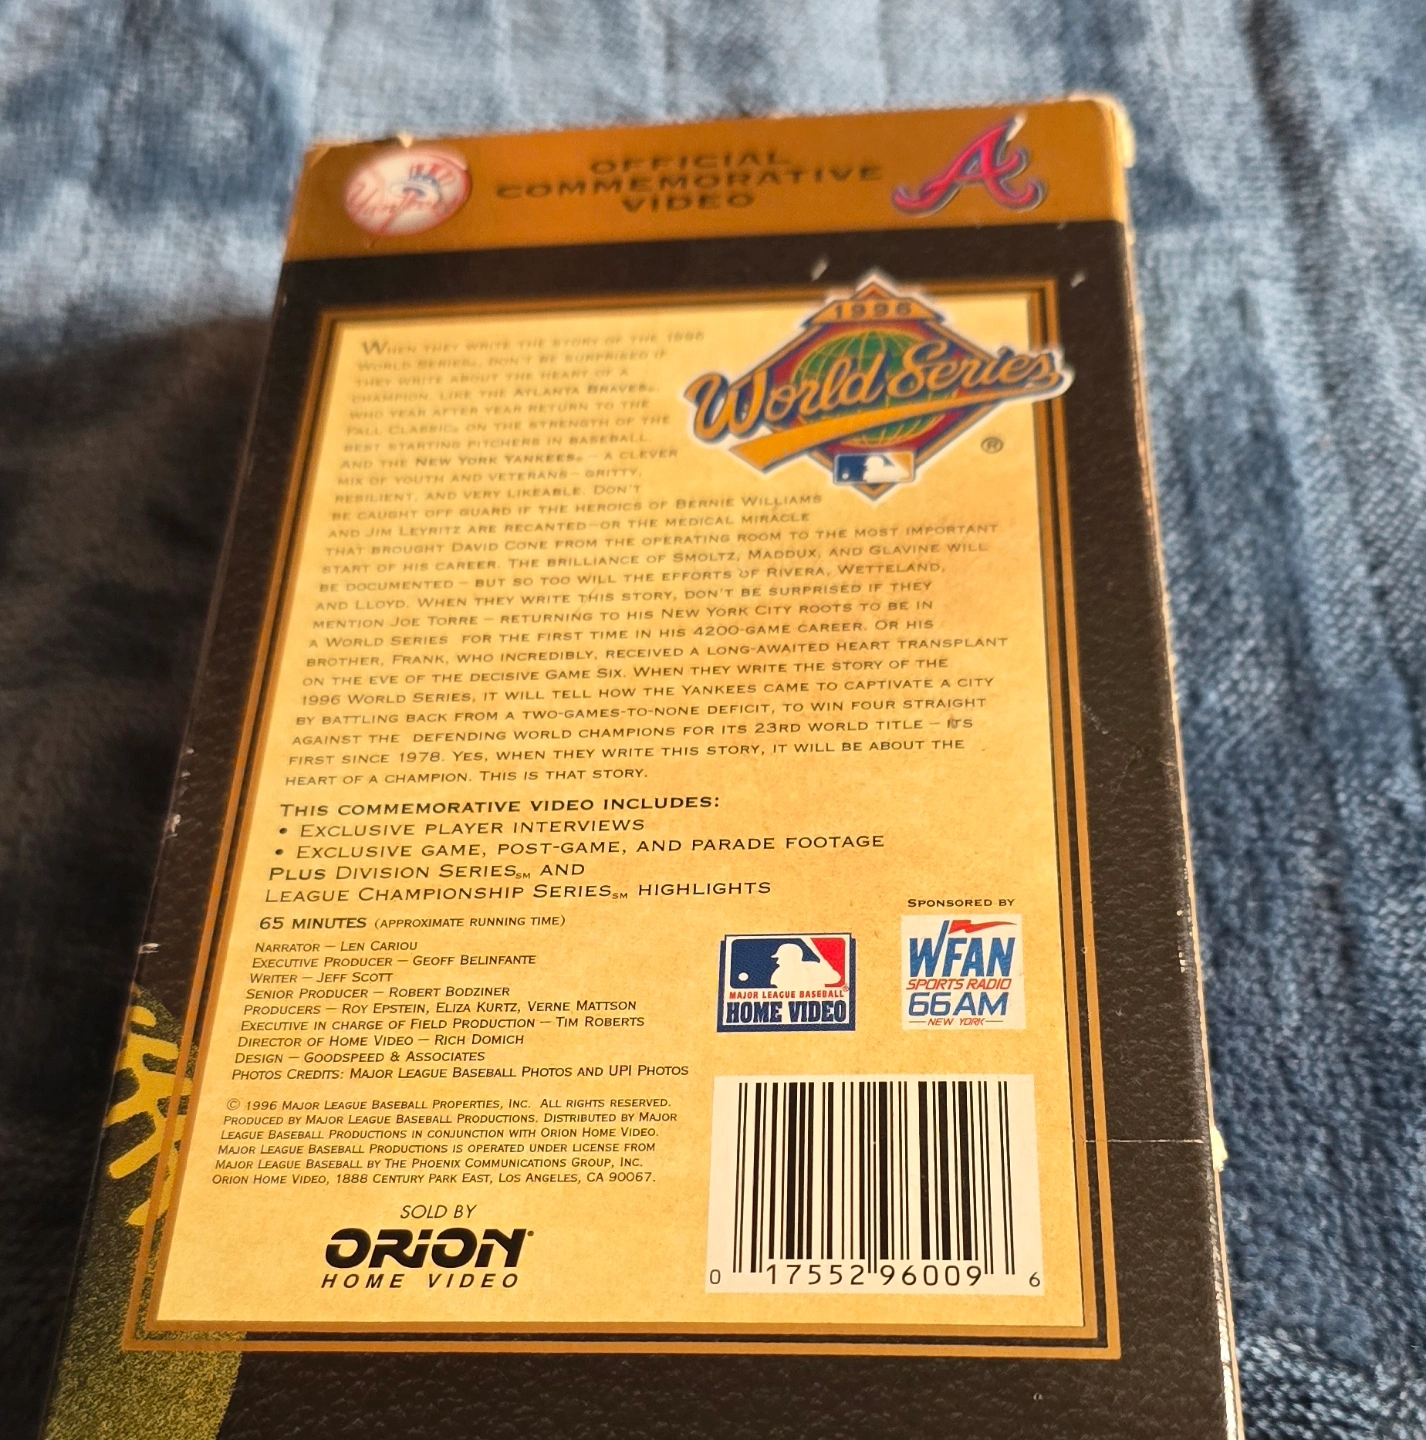 Yankees
OFFICIAL
COMMEMORATIVE
VIDEO
A
1996
World Series
®
WHEN THEY WRITE THE STORY OF THE 1996
WORLD SERIES®, DON'T BE SURPRISED IF
THEY WRITE ABOUT THE HEART OF A
CHAMPION. LIKE THE ATLANTA BRAVES®,
WHO YEAR AFTER YEAR RETURN TO THE
FALL CLASSIC® ON THE STRENGTH OF THE
BEST STARTING PITCHERS IN BASEBALL.
AND THE NEW YORK YANKEES® – A CLEVER
MIX OF YOUTH AND VETERANS – GRITTY,
RESILIENT, AND VERY LIKEABLE. DON'T
BE CAUGHT OFF GUARD IF THE HEROICS OF BERNIE WILLIAMS
AND JIM LEYRITZ ARE RECANTED–OR THE MEDICAL MIRACLE
THAT BROUGHT DAVID CONE FROM THE OPERATING ROOM TO THE MOST IMPORTANT
START OF HIS CAREER. THE BRILLIANCE OF SMOLTZ, MADDUX, AND GLAVINE WILL
BE DOCUMENTED – BUT SO TOO WILL THE EFFORTS OF RIVERA, WETTELAND,
AND LLOYD. WHEN THEY WRITE THIS STORY, DON'T BE SURPRISED IF THEY
MENTION JOE TORRE – RETURNING TO HIS NEW YORK CITY ROOTS TO BE IN
A WORLD SERIES FOR THE FIRST TIME IN HIS 4200-GAME CAREER. OR HIS
BROTHER, FRANK, WHO INCREDIBLY, RECEIVED A LONG-AWAITED HEART TRANSPLANT
ON THE EVE OF THE DECISIVE GAME SIX. WHEN THEY WRITE THE STORY OF THE
1996 WORLD SERIES, IT WILL TELL HOW THE YANKEES CAME TO CAPTIVATE A CITY
BY BATTLING BACK FROM A TWO-GAMES-TO-NONE DEFICIT, TO WIN FOUR STRAIGHT
AGAINST THE DEFENDING WORLD CHAMPIONS FOR ITS 23RD WORLD TITLE – ITS
FIRST SINCE 1978. YES, WHEN THEY WRITE THIS STORY, IT WILL BE ABOUT THE
HEART OF A CHAMPION. THIS IS THAT STORY.
THIS COMMEMORATIVE VIDEO INCLUDES:
• EXCLUSIVE PLAYER INTERVIEWS
• EXCLUSIVE GAME, POST-GAME, AND PARADE FOOTAGE
PLUS DIVISION SERIES℠ AND
LEAGUE CHAMPIONSHIP SERIES℠ HIGHLIGHTS
65 MINUTES (APPROXIMATE RUNNING TIME)
NARRATOR – LEN CARIOU
EXECUTIVE PRODUCER – GEOFF BELINFANTE
WRITER – JEFF SCOTT
SENIOR PRODUCER – ROBERT BODZINER
PRODUCERS – ROY EPSTEIN, ELIZA KURTZ, VERNE MATTSON
EXECUTIVE IN CHARGE OF FIELD PRODUCTION – TIM ROBERTS
DIRECTOR OF HOME VIDEO – RICH DOMICH
DESIGN – GOODSPEED & ASSOCIATES
PHOTOS CREDITS: MAJOR LEAGUE BASEBALL PHOTOS AND UPI PHOTOS
MAJOR LEAGUE BASEBALL®
HOME VIDEO
SPONSORED BY
WFAN
SPORTS RADIO
66AM
—NEW YORK—
© 1996 MAJOR LEAGUE BASEBALL PROPERTIES, INC. ALL RIGHTS RESERVED.
PRODUCED BY MAJOR LEAGUE BASEBALL PRODUCTIONS. DISTRIBUTED BY MAJOR
LEAGUE BASEBALL PRODUCTIONS IN CONJUNCTION WITH ORION HOME VIDEO.
MAJOR LEAGUE BASEBALL PRODUCTIONS IS OPERATED UNDER LICENSE FROM
MAJOR LEAGUE BASEBALL BY THE PHOENIX COMMUNICATIONS GROUP, INC.
ORION HOME VIDEO, 1888 CENTURY PARK EAST, LOS ANGELES, CA 90067.
SOLD BY
ORION®
HOME VIDEO
0 17552 96009 6